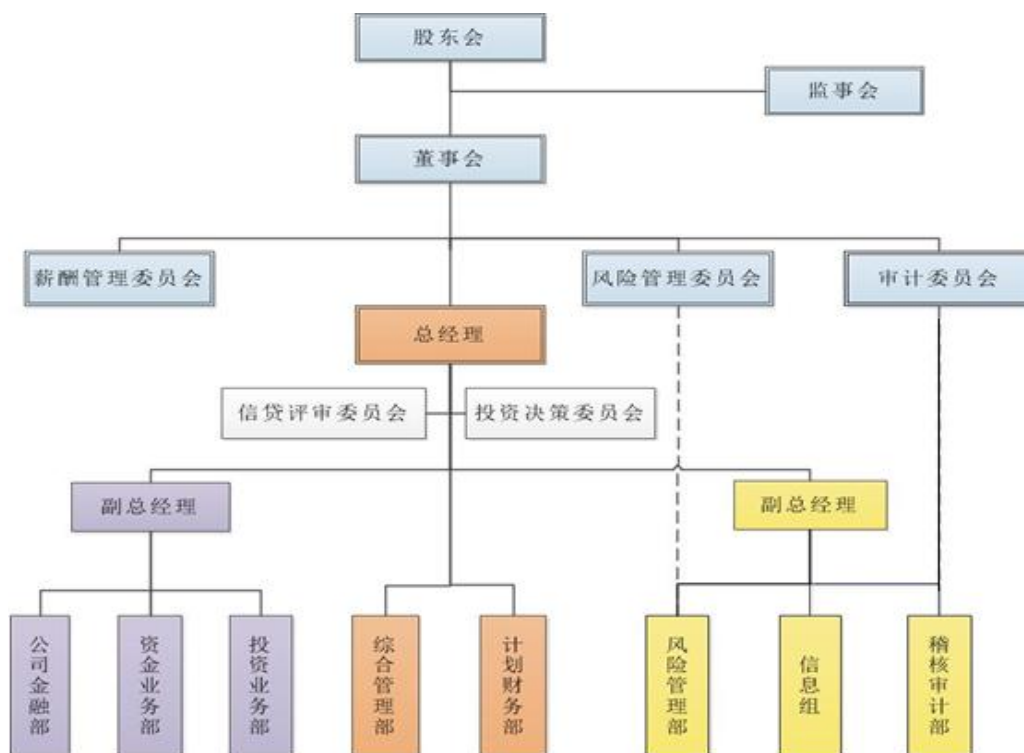 股东会
监事会
董事会
薪酬管理委员会
风险管理委员会
审计委员会
总经理
信贷评审委员会
投资决策委员会
副总经理
副总经理
公司金融部
资金业务部
投资业务部
综合管理部
计划财务部
风险管理部
信息组
稽核审计部